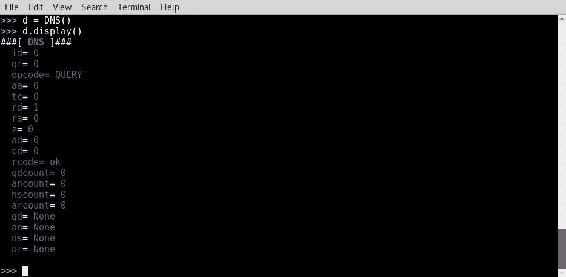 File Edit View Search Terminal Help
>>> d = DNS()
>>> d.display()
###[ DNS ]###
id= 0
qr= 0
opcode= QUERY
aa= 0
tc= 0
rd= 1
ra= 0
z= 0
ad= 0
cd= 0
rcode= ok
qdcount= 0
ancount= 0
nscount= 0
arcount= 0
qd= None
an= None
ns= None
ar= None
>>>